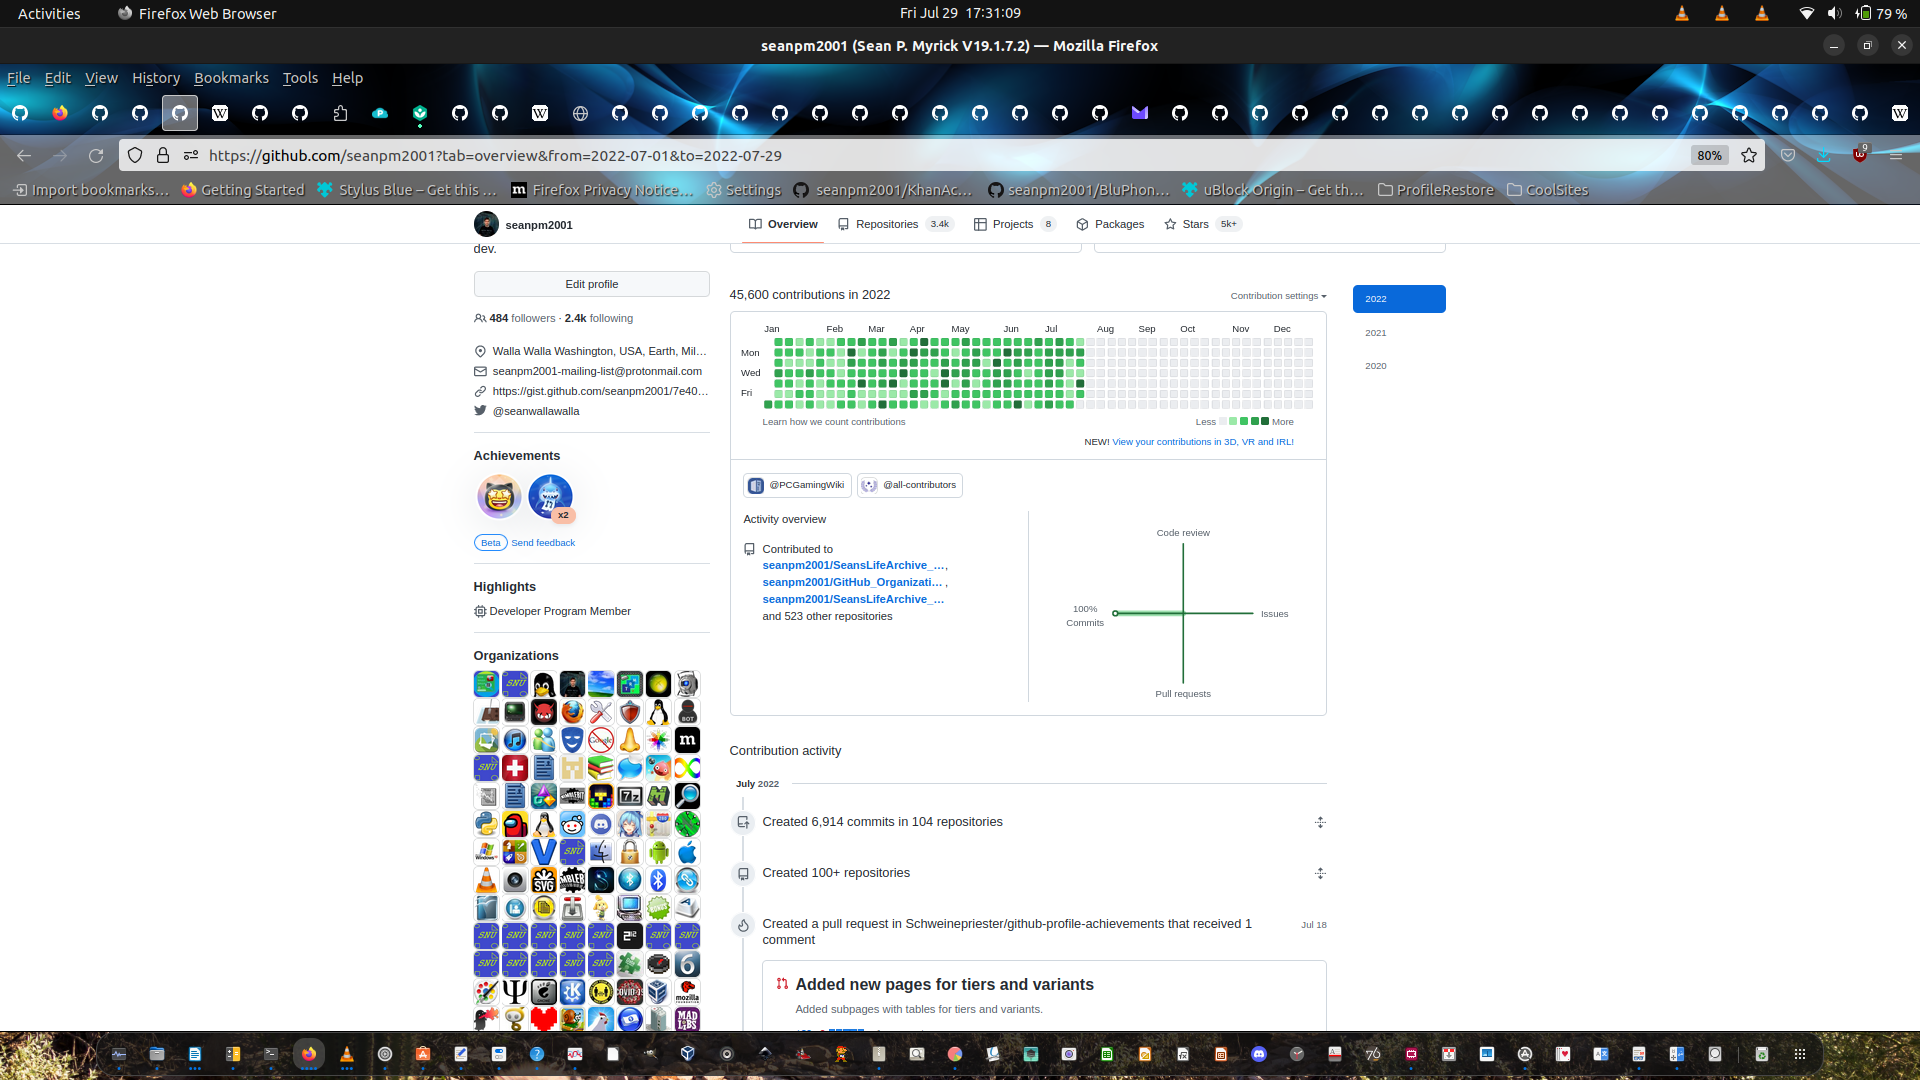 Activities
Firefox Web Browser
Fri Jul 29 17:31:09
79 %
seanpm2001 (Sean P. Myrick V19.1.7.2) — Mozilla Firefox
File Edit View History Bookmarks Tools Help
https://github.com/seanpm2001?tab=overview&from=2022-07-01&to=2022-07-29
80%
9
Import bookmarks…
Getting Started
Stylus Blue – Get this …
Firefox Privacy Notice…
Settings
seanpm2001/KhanAc…
seanpm2001/BluPhon…
uBlock Origin – Get th…
ProfileRestore
CoolSites
seanpm2001
Overview
Repositories 3.4k
Projects 8
Packages
Stars 5k+
dev.
Edit profile
484 followers · 2.4k following
Walla Walla Washington, USA, Earth, Mil…
seanpm2001-mailing-list@protonmail.com
https://gist.github.com/seanpm2001/7e40…
@seanwallawalla
Achievements
x2
Beta Send feedback
Highlights
Developer Program Member
Organizations
45,600 contributions in 2022
Contribution settings
2022
2021
2020
Jan Feb Mar Apr May Jun Jul Aug Sep Oct Nov Dec
Mon
Wed
Fri
Learn how we count contributions
Less More
NEW! View your contributions in 3D, VR and IRL!
@PCGamingWiki
@all-contributors
Activity overview
Contributed to
seanpm2001/SeansLifeArchive_…,
seanpm2001/GitHub_Organizati… ,
seanpm2001/SeansLifeArchive_…
and 523 other repositories
Code review
100%
Commits
Issues
Pull requests
Contribution activity
July 2022
Created 6,914 commits in 104 repositories
Created 100+ repositories
Created a pull request in Schweinepriester/github-profile-achievements that received 1
comment
Jul 18
Added new pages for tiers and variants
Added subpages with tables for tiers and variants.